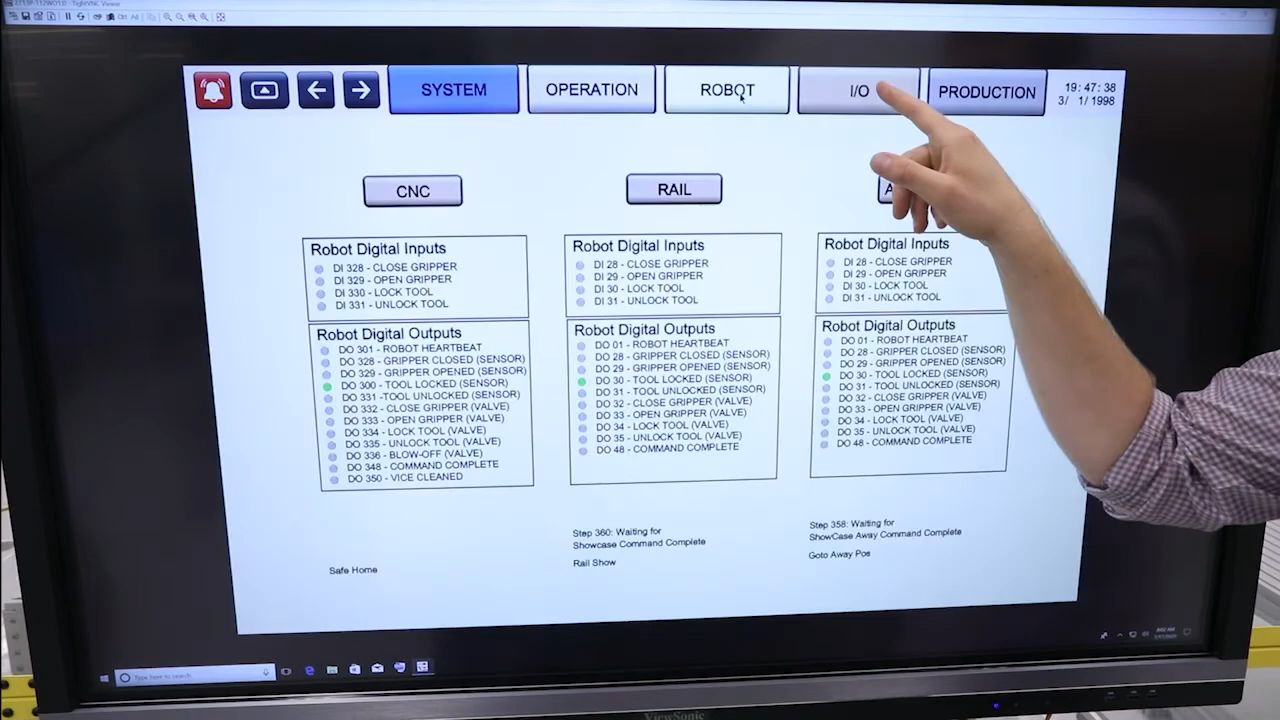 TightVNC Viewer
SYSTEM
OPERATION
ROBOT
I/O
PRODUCTION
19:47:38
3/ 1/1998
CNC
RAIL
A
Robot Digital Inputs
DI 328 - CLOSE GRIPPER
DI 329 - OPEN GRIPPER
DI 330 - LOCK TOOL
DI 331 - UNLOCK TOOL
Robot Digital Outputs
DO 301 - ROBOT HEARTBEAT
DO 328 - GRIPPER CLOSED (SENSOR)
DO 329 - GRIPPER OPENED (SENSOR)
DO 300 - TOOL LOCKED (SENSOR)
DO 331 - TOOL UNLOCKED (SENSOR)
DO 332 - CLOSE GRIPPER (VALVE)
DO 333 - OPEN GRIPPER (VALVE)
DO 334 - LOCK TOOL (VALVE)
DO 335 - UNLOCK TOOL (VALVE)
DO 336 - BLOW-OFF (VALVE)
DO 348 - COMMAND COMPLETE
DO 350 - VICE CLEANED
Safe Home
Robot Digital Inputs
DI 28 - CLOSE GRIPPER
DI 29 - OPEN GRIPPER
DI 30 - LOCK TOOL
DI 31 - UNLOCK TOOL
Robot Digital Outputs
DO 01 - ROBOT HEARTBEAT
DO 28 - GRIPPER CLOSED (SENSOR)
DO 29 - GRIPPER OPENED (SENSOR)
DO 30 - TOOL LOCKED (SENSOR)
DO 31 - TOOL UNLOCKED (SENSOR)
DO 32 - CLOSE GRIPPER (VALVE)
DO 33 - OPEN GRIPPER (VALVE)
DO 34 - LOCK TOOL (VALVE)
DO 35 - UNLOCK TOOL (VALVE)
DO 48 - COMMAND COMPLETE
Step 360: Waiting for
Showcase Command Complete
Rail Show
Robot Digital Inputs
DI 28 - CLOSE GRIPPER
DI 29 - OPEN GRIPPER
DI 30 - LOCK TOOL
DI 31 - UNLOCK TOOL
Robot Digital Outputs
DO 01 - ROBOT HEARTBEAT
DO 28 - GRIPPER CLOSED (SENSOR)
DO 29 - GRIPPER OPENED (SENSOR)
DO 30 - TOOL LOCKED (SENSOR)
DO 31 - TOOL UNLOCKED (SENSOR)
DO 32 - CLOSE GRIPPER (VALVE)
DO 33 - OPEN GRIPPER (VALVE)
DO 34 - LOCK TOOL (VALVE)
DO 35 - UNLOCK TOOL (VALVE)
DO 48 - COMMAND COMPLETE
Step 358: Waiting for
ShowCase Away Command Complete
Goto Away Pos
Type here to search
ViewSonic